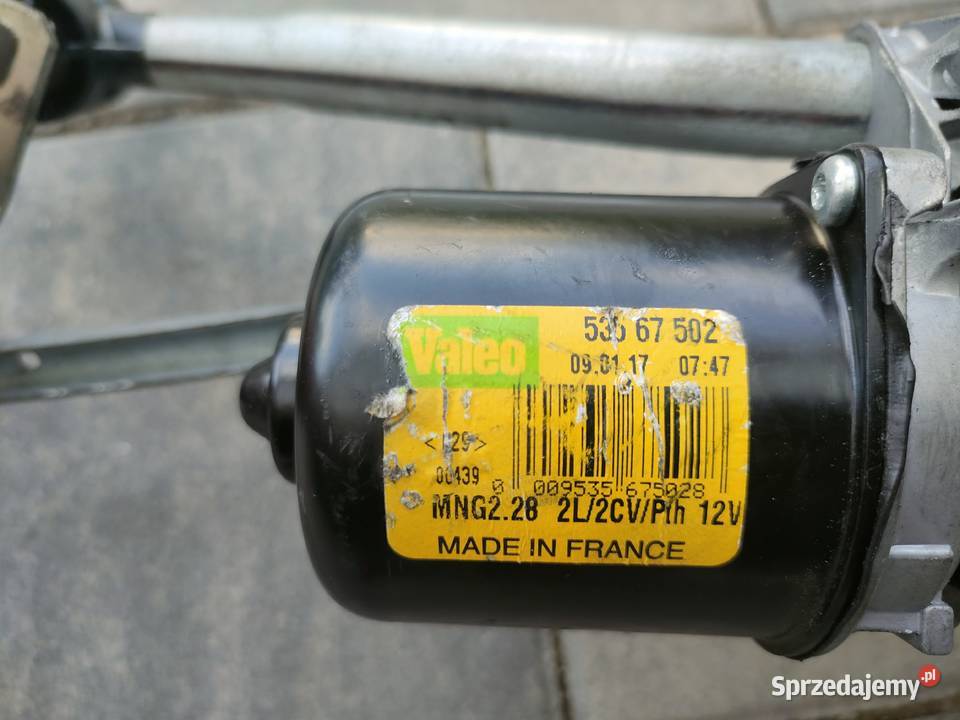 Valeo
535 67 502
09.01.17 07:47
00439
0 009535 675028
MNG2.28 2L/2CV/Pth 12V
MADE IN FRANCE
Sprzedajemy.pl